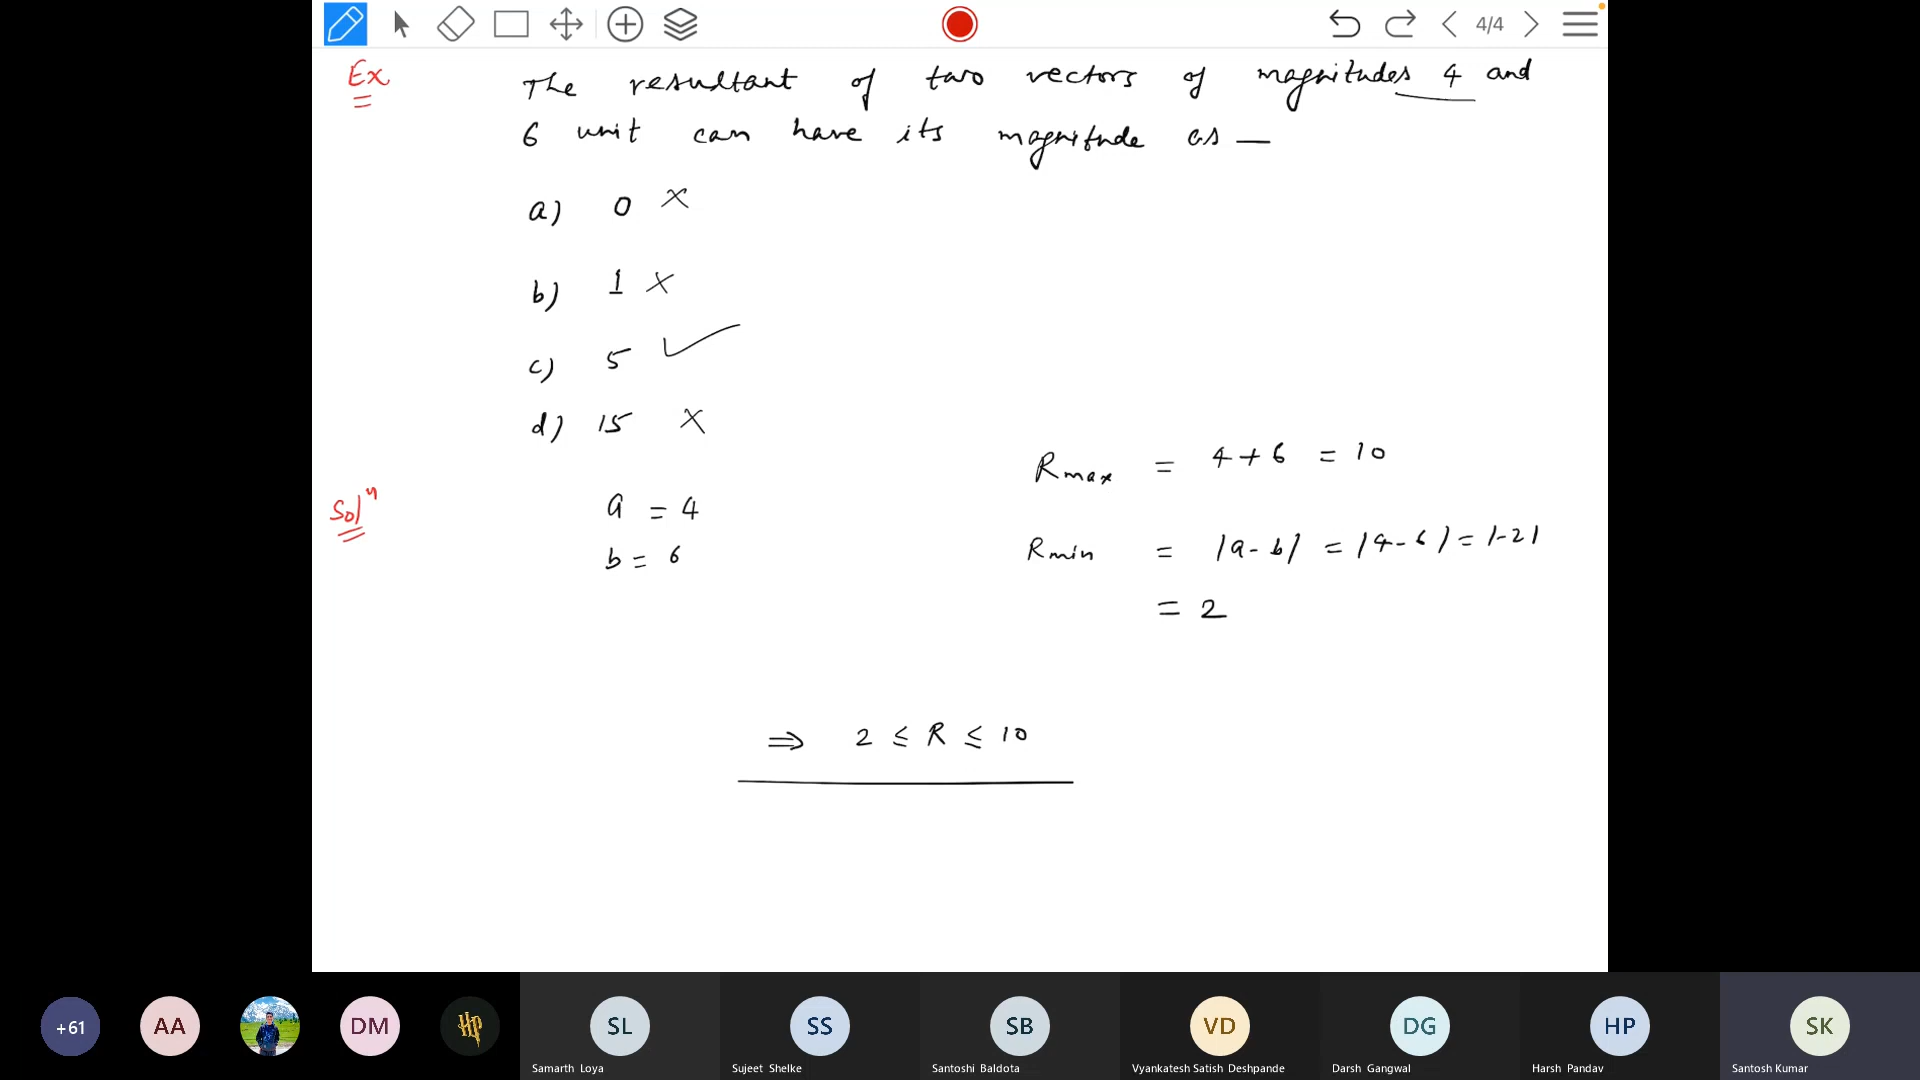 4/4
Ex
The resultant of two vectors of magnitudes 4 and
6 unit can have its magnitude as —
a) 0 ×
b) 1 ×
c) 5 ✓
d) 15 ×
Solⁿ
a = 4
b = 6
Rmax = 4+6 = 10
Rmin = |a-b| = |4-6| = |-2|
= 2
⇒ 2 ≤ R ≤ 10
+61
AA
DM
HP
SL
SS
SB
VD
DG
HP
SK
Samarth Loya
Sujeet Shelke
Santoshi Baldota
Vyankatesh Satish Deshpande
Darsh Gangwal
Harsh Pandav
Santosh Kumar